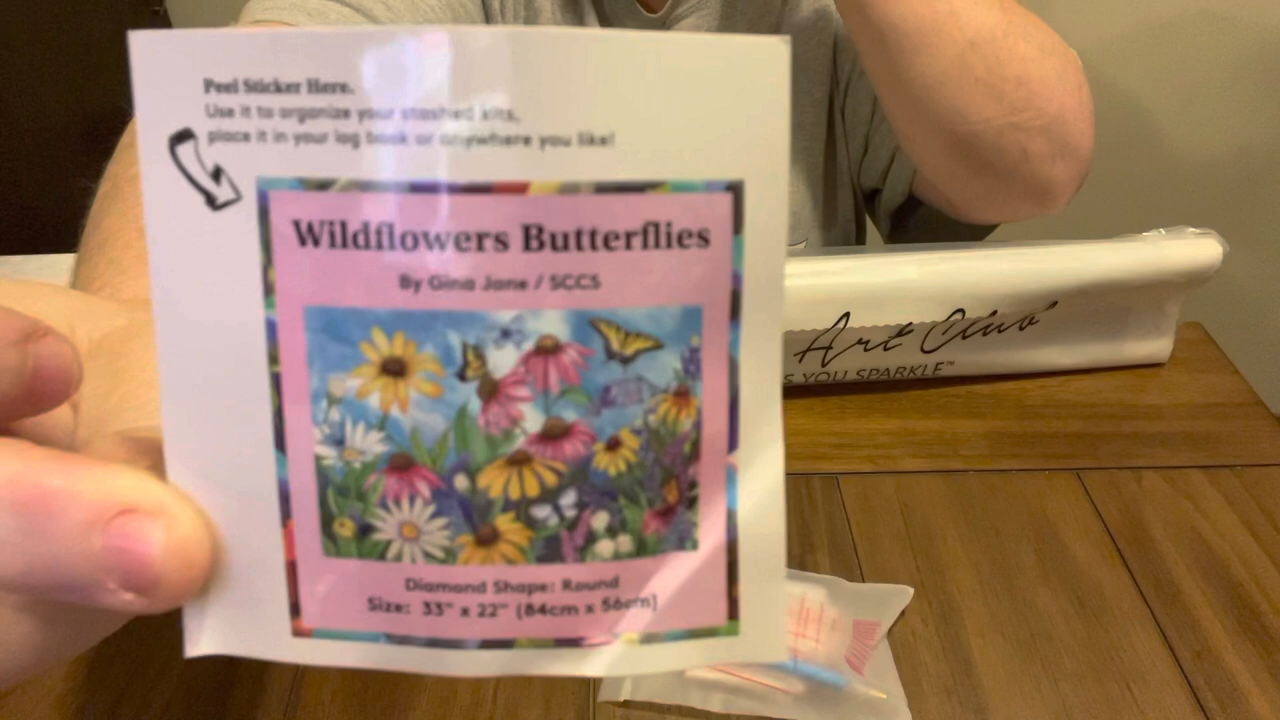 Peel Sticker Here.
Use it to organize your stashed kits,
place it in your log book or anywhere you like!
Wildflowers Butterflies
By Gina Jane / SCCS
Diamond Shape: Round
Size: 33" x 22" (84cm x 56cm)
Art Club
YOU SPARKLE™